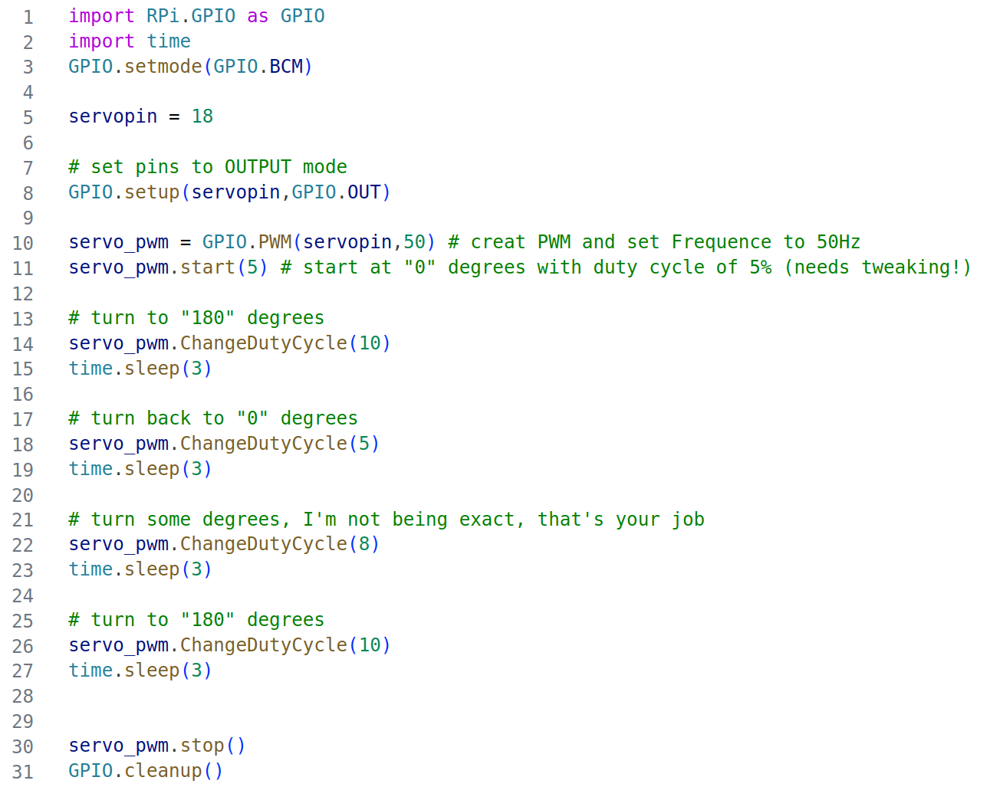 1 import RPi.GPIO as GPIO
2 import time
3 GPIO.setmode(GPIO.BCM)
4
5 servopin = 18
6
7 # set pins to OUTPUT mode
8 GPIO.setup(servopin,GPIO.OUT)
9
10 servo_pwm = GPIO.PWM(servopin,50) # creat PWM and set Frequence to 50Hz
11 servo_pwm.start(5) # start at "0" degrees with duty cycle of 5% (needs tweaking!)
12
13 # turn to "180" degrees
14 servo_pwm.ChangeDutyCycle(10)
15 time.sleep(3)
16
17 # turn back to "0" degrees
18 servo_pwm.ChangeDutyCycle(5)
19 time.sleep(3)
20
21 # turn some degrees, I'm not being exact, that's your job
22 servo_pwm.ChangeDutyCycle(8)
23 time.sleep(3)
24
25 # turn to "180" degrees
26 servo_pwm.ChangeDutyCycle(10)
27 time.sleep(3)
28
29
30 servo_pwm.stop()
31 GPIO.cleanup()